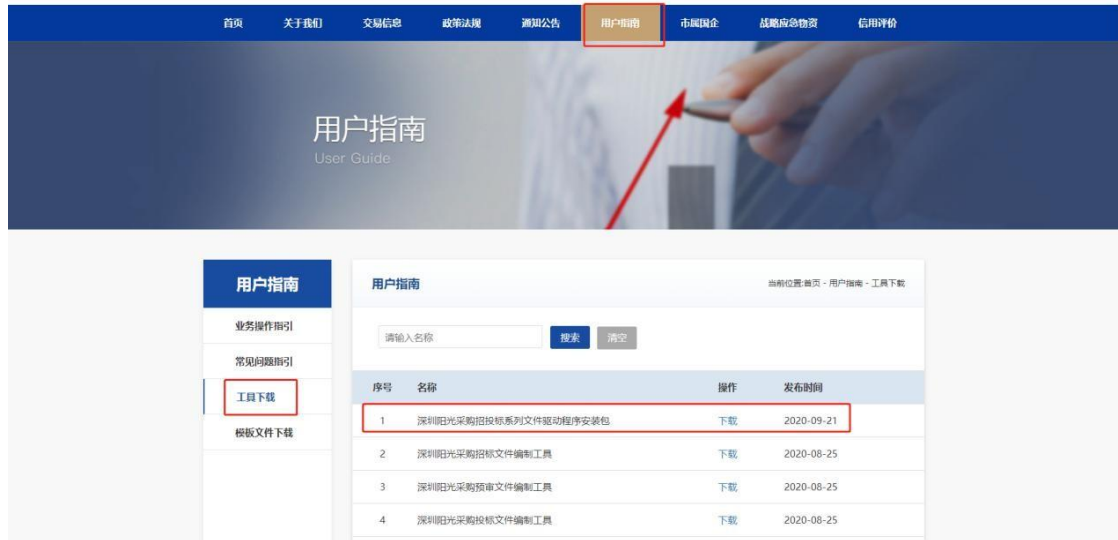 首页 关于我们 交易信息 政策法规 通知公告 用户指南 市属国企 战略应急物资 信用评价
用户指南
User Guide
用户指南
业务操作指引
常见问题指引
工具下载
模板文件下载
用户指南 当前位置:首页 - 用户指南 - 工具下载
请输入名称 搜索 清空
序号 名称 操作 发布时间
1 深圳阳光采购招投标系列文件驱动程序安装包 下载 2020-09-21
2 深圳阳光采购招标文件编制工具 下载 2020-08-25
3 深圳阳光采购预审文件编制工具 下载 2020-08-25
4 深圳阳光采购投标文件编制工具 下载 2020-08-25